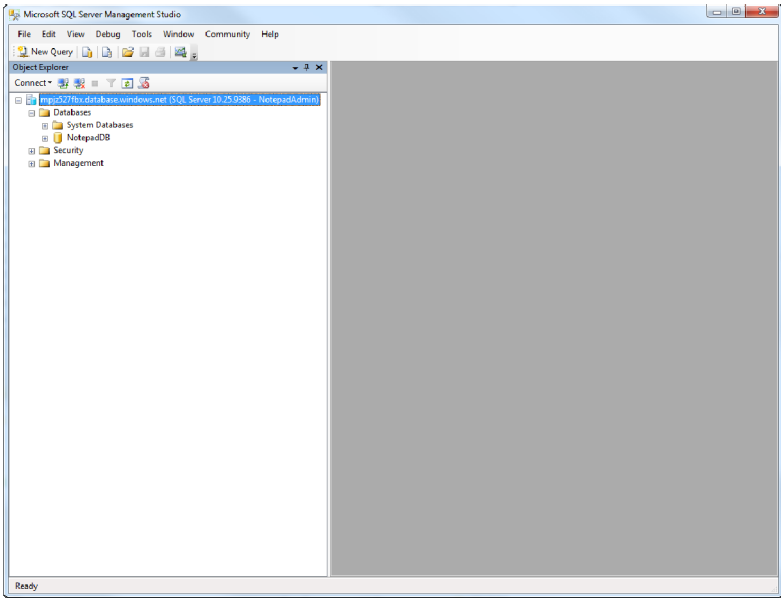 Microsoft SQL Server Management Studio
File Edit View Debug Tools Window Community Help
New Query
Object Explorer
Connect
mpjz527fbx.database.windows.net (SQL Server 10.25.9386 - NotepadAdmin)
Databases
System Databases
NotepadDB
Security
Management
Ready